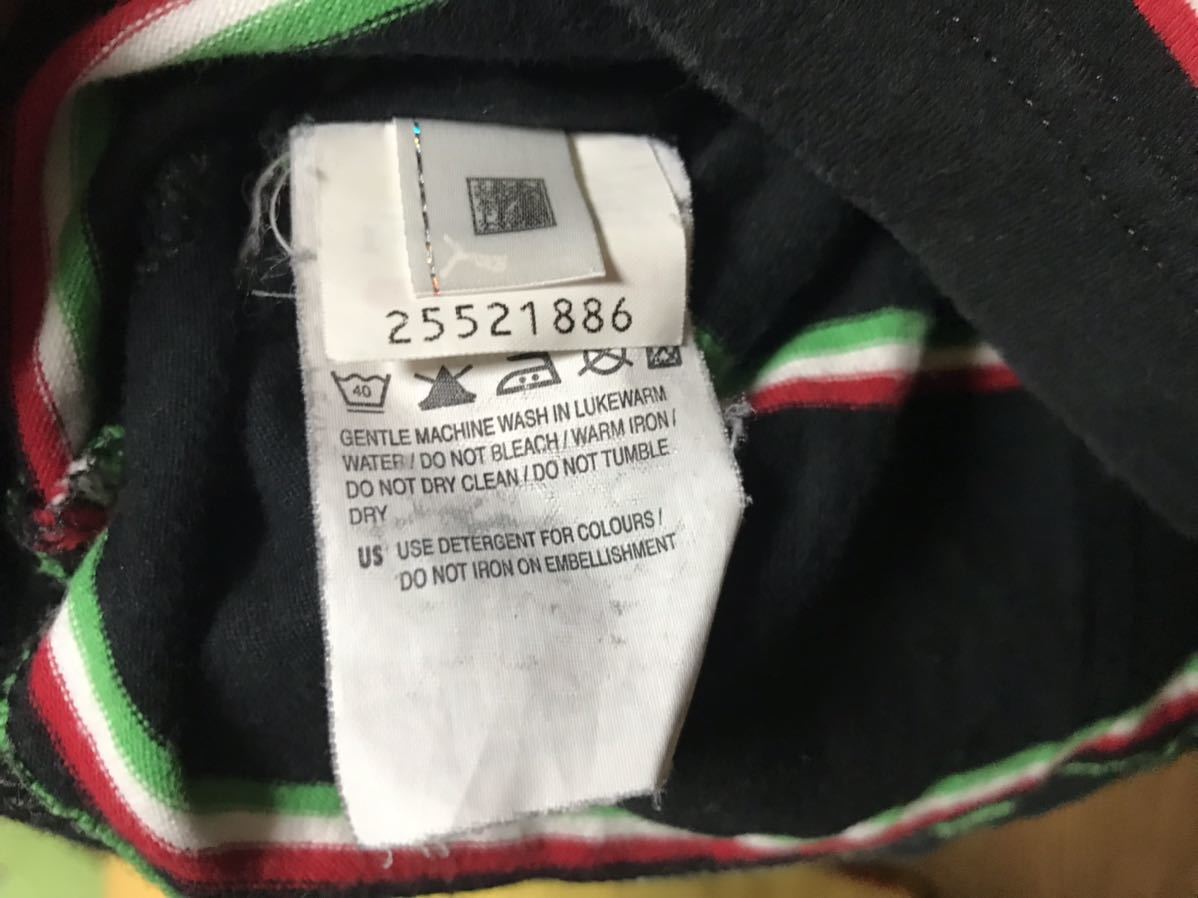 25521886
40
GENTLE MACHINE WASH IN LUKEWARM
WATER / DO NOT BLEACH / WARM IRON /
DO NOT DRY CLEAN / DO NOT TUMBLE
DRY
US USE DETERGENT FOR COLOURS /
DO NOT IRON ON EMBELLISHMENT